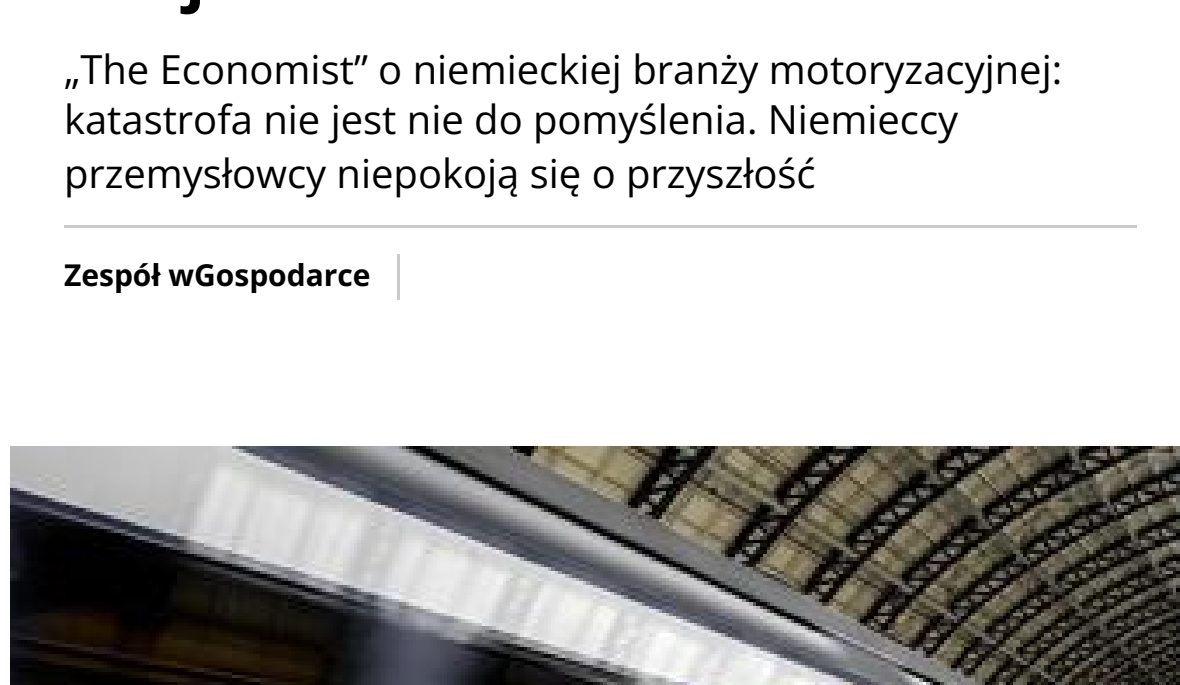 „The Economist” o niemieckiej branży motoryzacyjnej:
katastrofa nie jest nie do pomyślenia. Niemieccy
przemysłowcy niepokoją się o przyszłość
Zespół wGospodarce